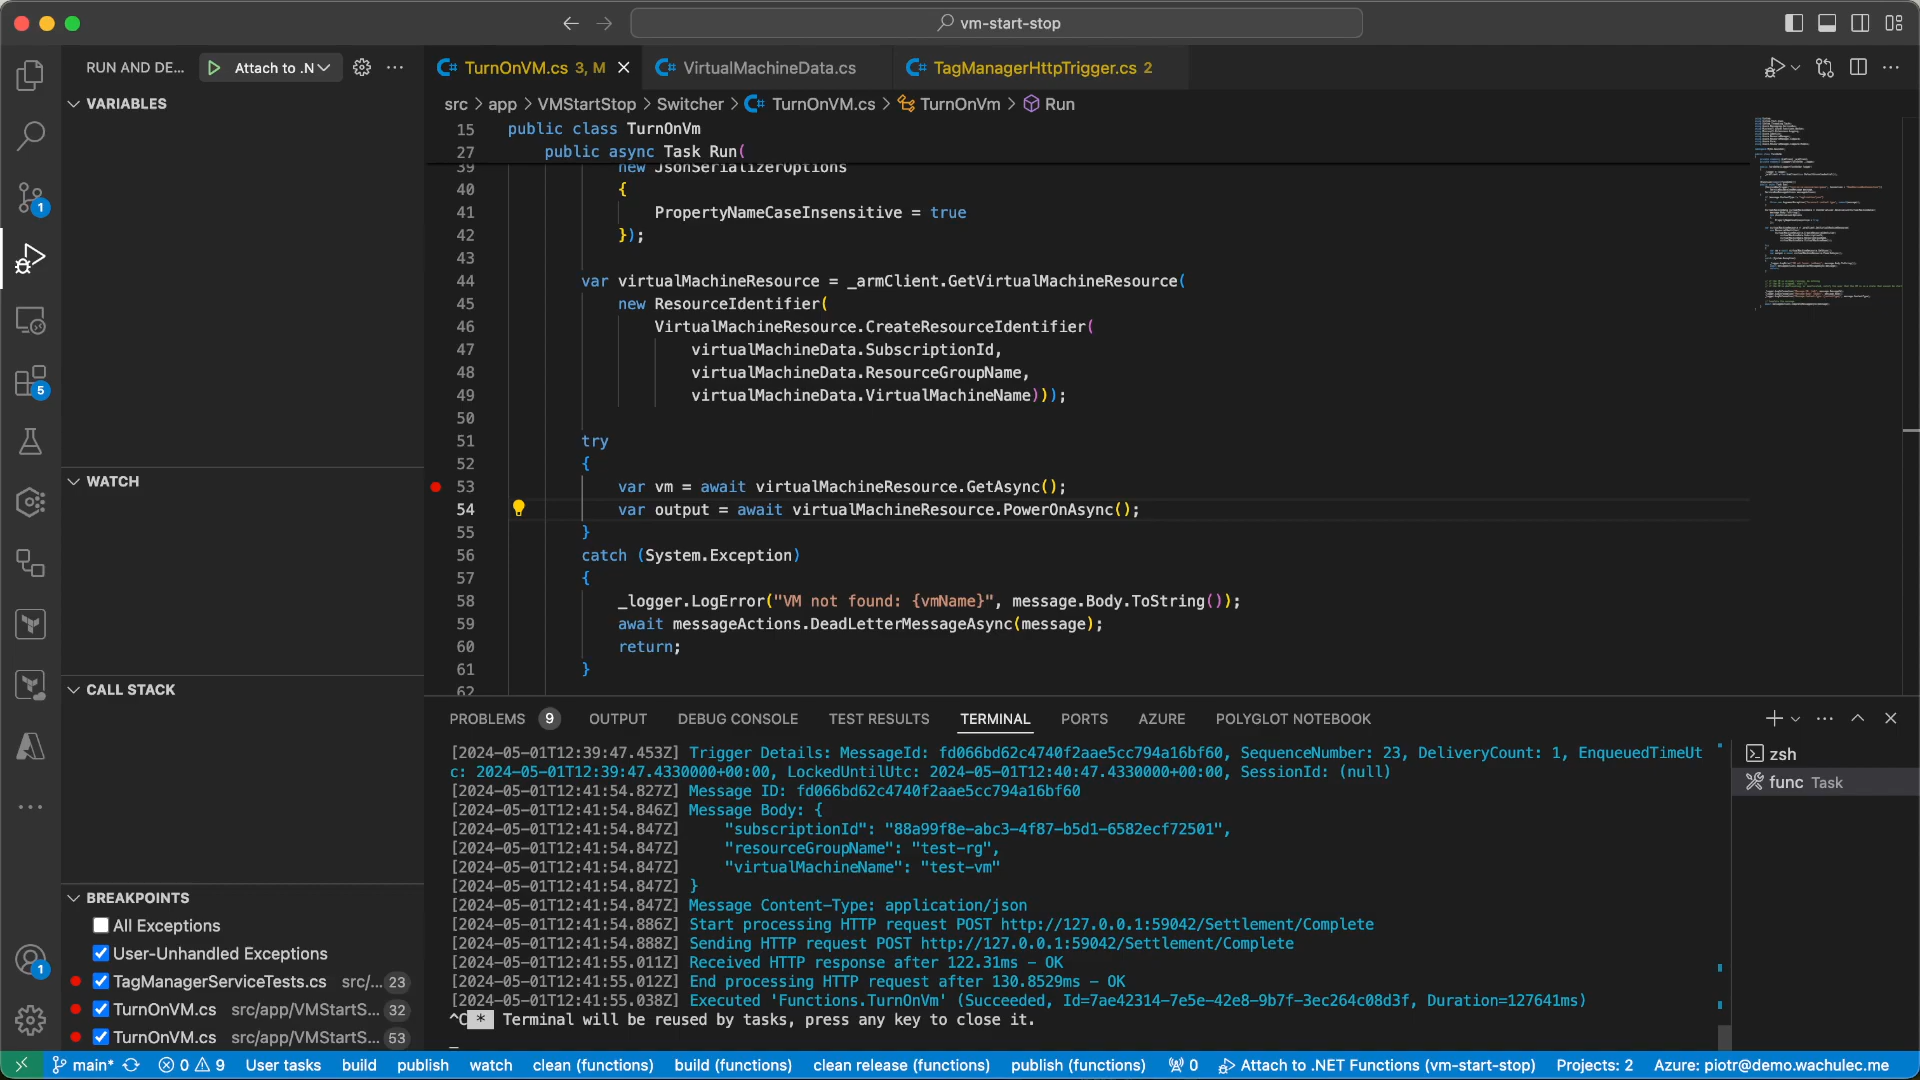 vm-start-stop
RUN AND DE...
Attach to .N
TurnOnVM.cs 3, M
VirtualMachineData.cs
TagManagerHttpTrigger.cs 2
src > app > VMStartStop > Switcher > TurnOnVM.cs > TurnOnVm > Run
VARIABLES
WATCH
CALL STACK
1
5
1
15 public class TurnOnVm
27 public async Task Run(
39 new JsonSerializerOptions
40 {
41 PropertyNameCaseInsensitive = true
42 });
43
44 var virtualMachineResource = _armClient.GetVirtualMachineResource(
45 new ResourceIdentifier(
46 VirtualMachineResource.CreateResourceIdentifier(
47 virtualMachineData.SubscriptionId,
48 virtualMachineData.ResourceGroupName,
49 virtualMachineData.VirtualMachineName)));
50
51 try
52 {
53 var vm = await virtualMachineResource.GetAsync();
54 var output = await virtualMachineResource.PowerOnAsync();
55 }
56 catch (System.Exception)
57 {
58 _logger.LogError("VM not found: {vmName}", message.Body.ToString());
59 await messageActions.DeadLetterMessageAsync(message);
60 return;
61 }
62
PROBLEMS 9 OUTPUT DEBUG CONSOLE TEST RESULTS TERMINAL PORTS AZURE POLYGLOT NOTEBOOK
[2024-05-01T12:39:47.453Z] Trigger Details: MessageId: fd066bd62c4740f2aae5cc794a16bf60, SequenceNumber: 23, DeliveryCount: 1, EnqueuedTimeUt
c: 2024-05-01T12:39:47.4330000+00:00, LockedUntilUtc: 2024-05-01T12:40:47.4330000+00:00, SessionId: (null)
[2024-05-01T12:41:54.827Z] Message ID: fd066bd62c4740f2aae5cc794a16bf60
[2024-05-01T12:41:54.846Z] Message Body: {
[2024-05-01T12:41:54.847Z] "subscriptionId": "88a99f8e-abc3-4f87-b5d1-6582ecf72501",
[2024-05-01T12:41:54.847Z] "resourceGroupName": "test-rg",
[2024-05-01T12:41:54.847Z] "virtualMachineName": "test-vm"
[2024-05-01T12:41:54.847Z] }
[2024-05-01T12:41:54.847Z] Message Content-Type: application/json
[2024-05-01T12:41:54.886Z] Start processing HTTP request POST http://127.0.0.1:59042/Settlement/Complete
[2024-05-01T12:41:54.888Z] Sending HTTP request POST http://127.0.0.1:59042/Settlement/Complete
[2024-05-01T12:41:55.011Z] Received HTTP response after 122.31ms - OK
[2024-05-01T12:41:55.012Z] End processing HTTP request after 130.8529ms - OK
[2024-05-01T12:41:55.038Z] Executed 'Functions.TurnOnVm' (Succeeded, Id=7ae42314-7e5e-42e8-9b7f-3ec264c08d3f, Duration=127641ms)
^C * Terminal will be reused by tasks, press any key to close it.
zsh
func Task
BREAKPOINTS
All Exceptions
User-Unhandled Exceptions
TagManagerServiceTests.cs src/... 23
TurnOnVM.cs src/app/VMStartS... 32
TurnOnVM.cs src/app/VMStartS... 53
main* 0 9 User tasks build publish watch clean (functions) build (functions) clean release (functions) publish (functions) 0 Attach to .NET Functions (vm-start-stop) Projects: 2 Azure: piotr@demo.wachulec.me